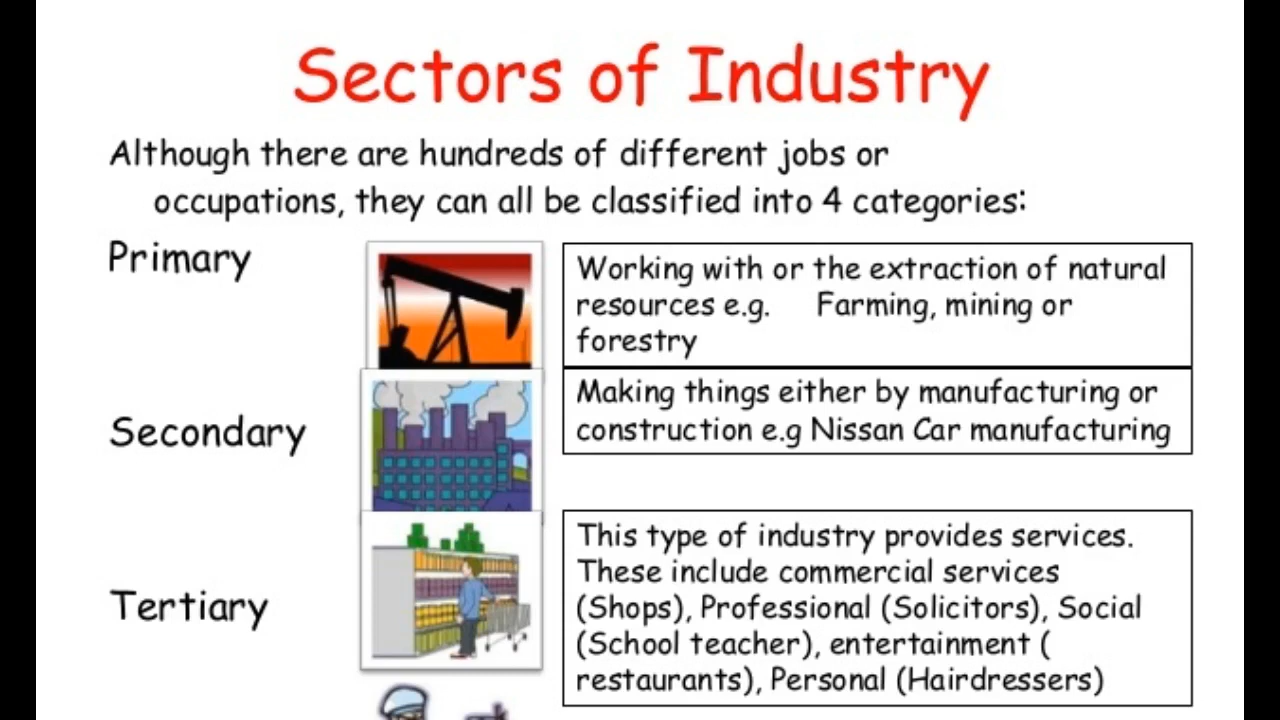 Sectors of Industry
Although there are hundreds of different jobs or
occupations, they can all be classified into 4 categories:
Primary
Working with or the extraction of natural
resources e.g. Farming, mining or
forestry
Secondary
Making things either by manufacturing or
construction e.g Nissan Car manufacturing
Tertiary
This type of industry provides services.
These include commercial services
(Shops), Professional (Solicitors), Social
(School teacher), entertainment (
restaurants), Personal (Hairdressers)